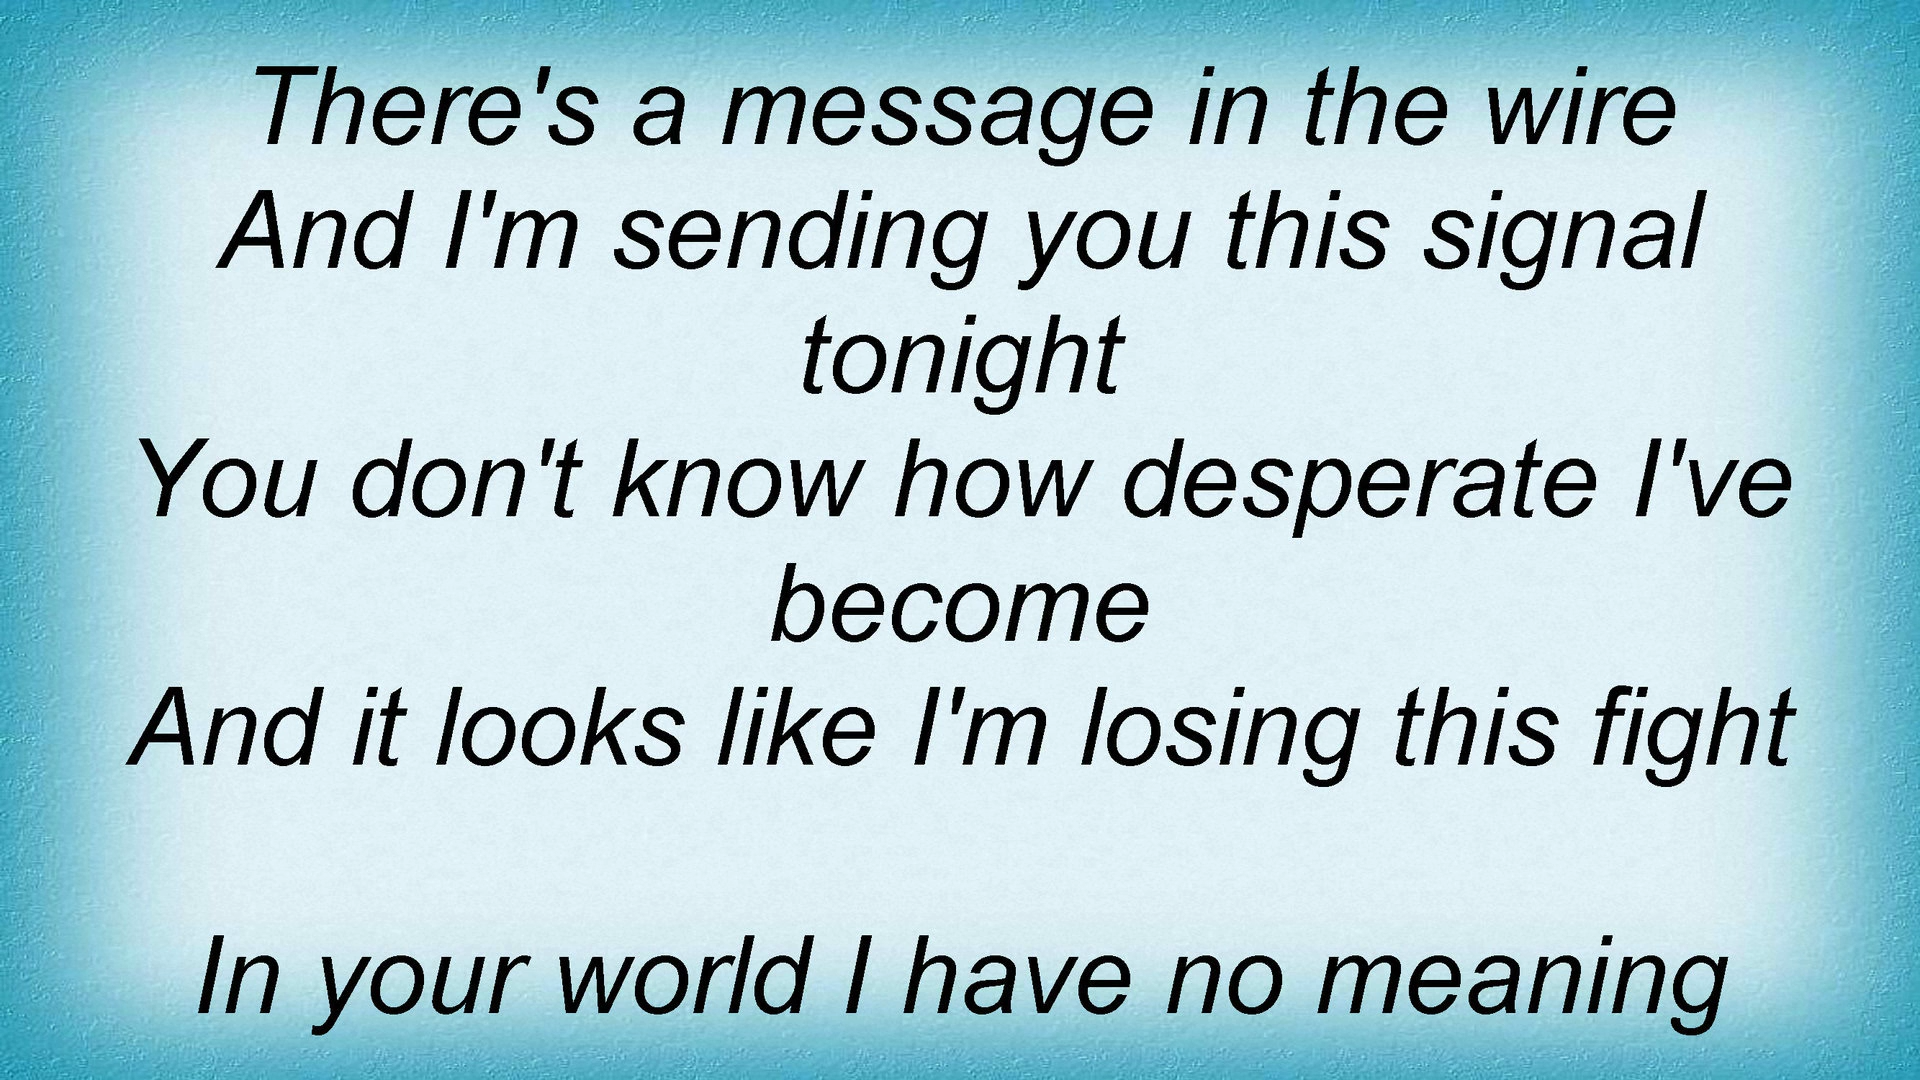 There's a message in the wire
And I'm sending you this signal
tonight
You don't know how desperate I've
become
And it looks like I'm losing this fight
In your world I have no meaning